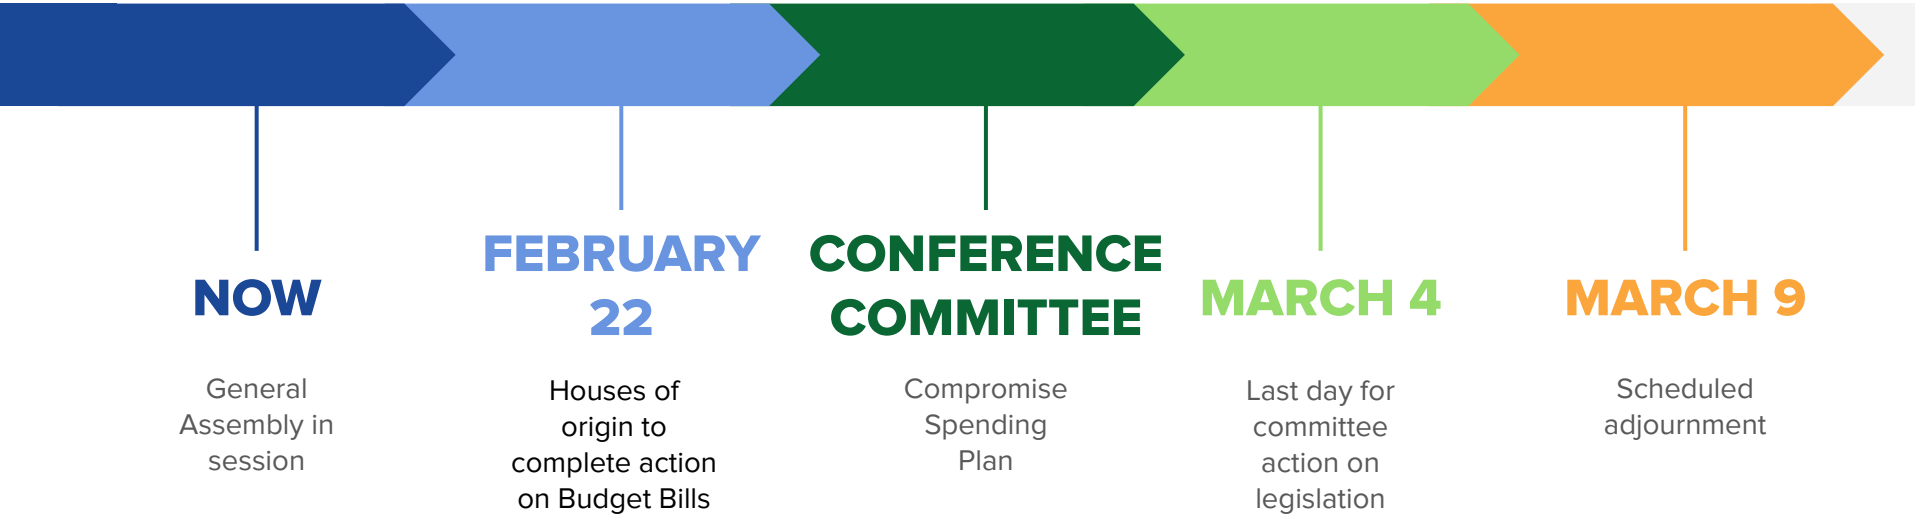 NOW
General
Assembly in
session
FEBRUARY
22
Houses of
origin to
complete action
on Budget Bills
CONFERENCE
COMMITTEE
Compromise
Spending
Plan
MARCH 4
Last day for
committee
action on
legislation
MARCH 9
Scheduled
adjournment